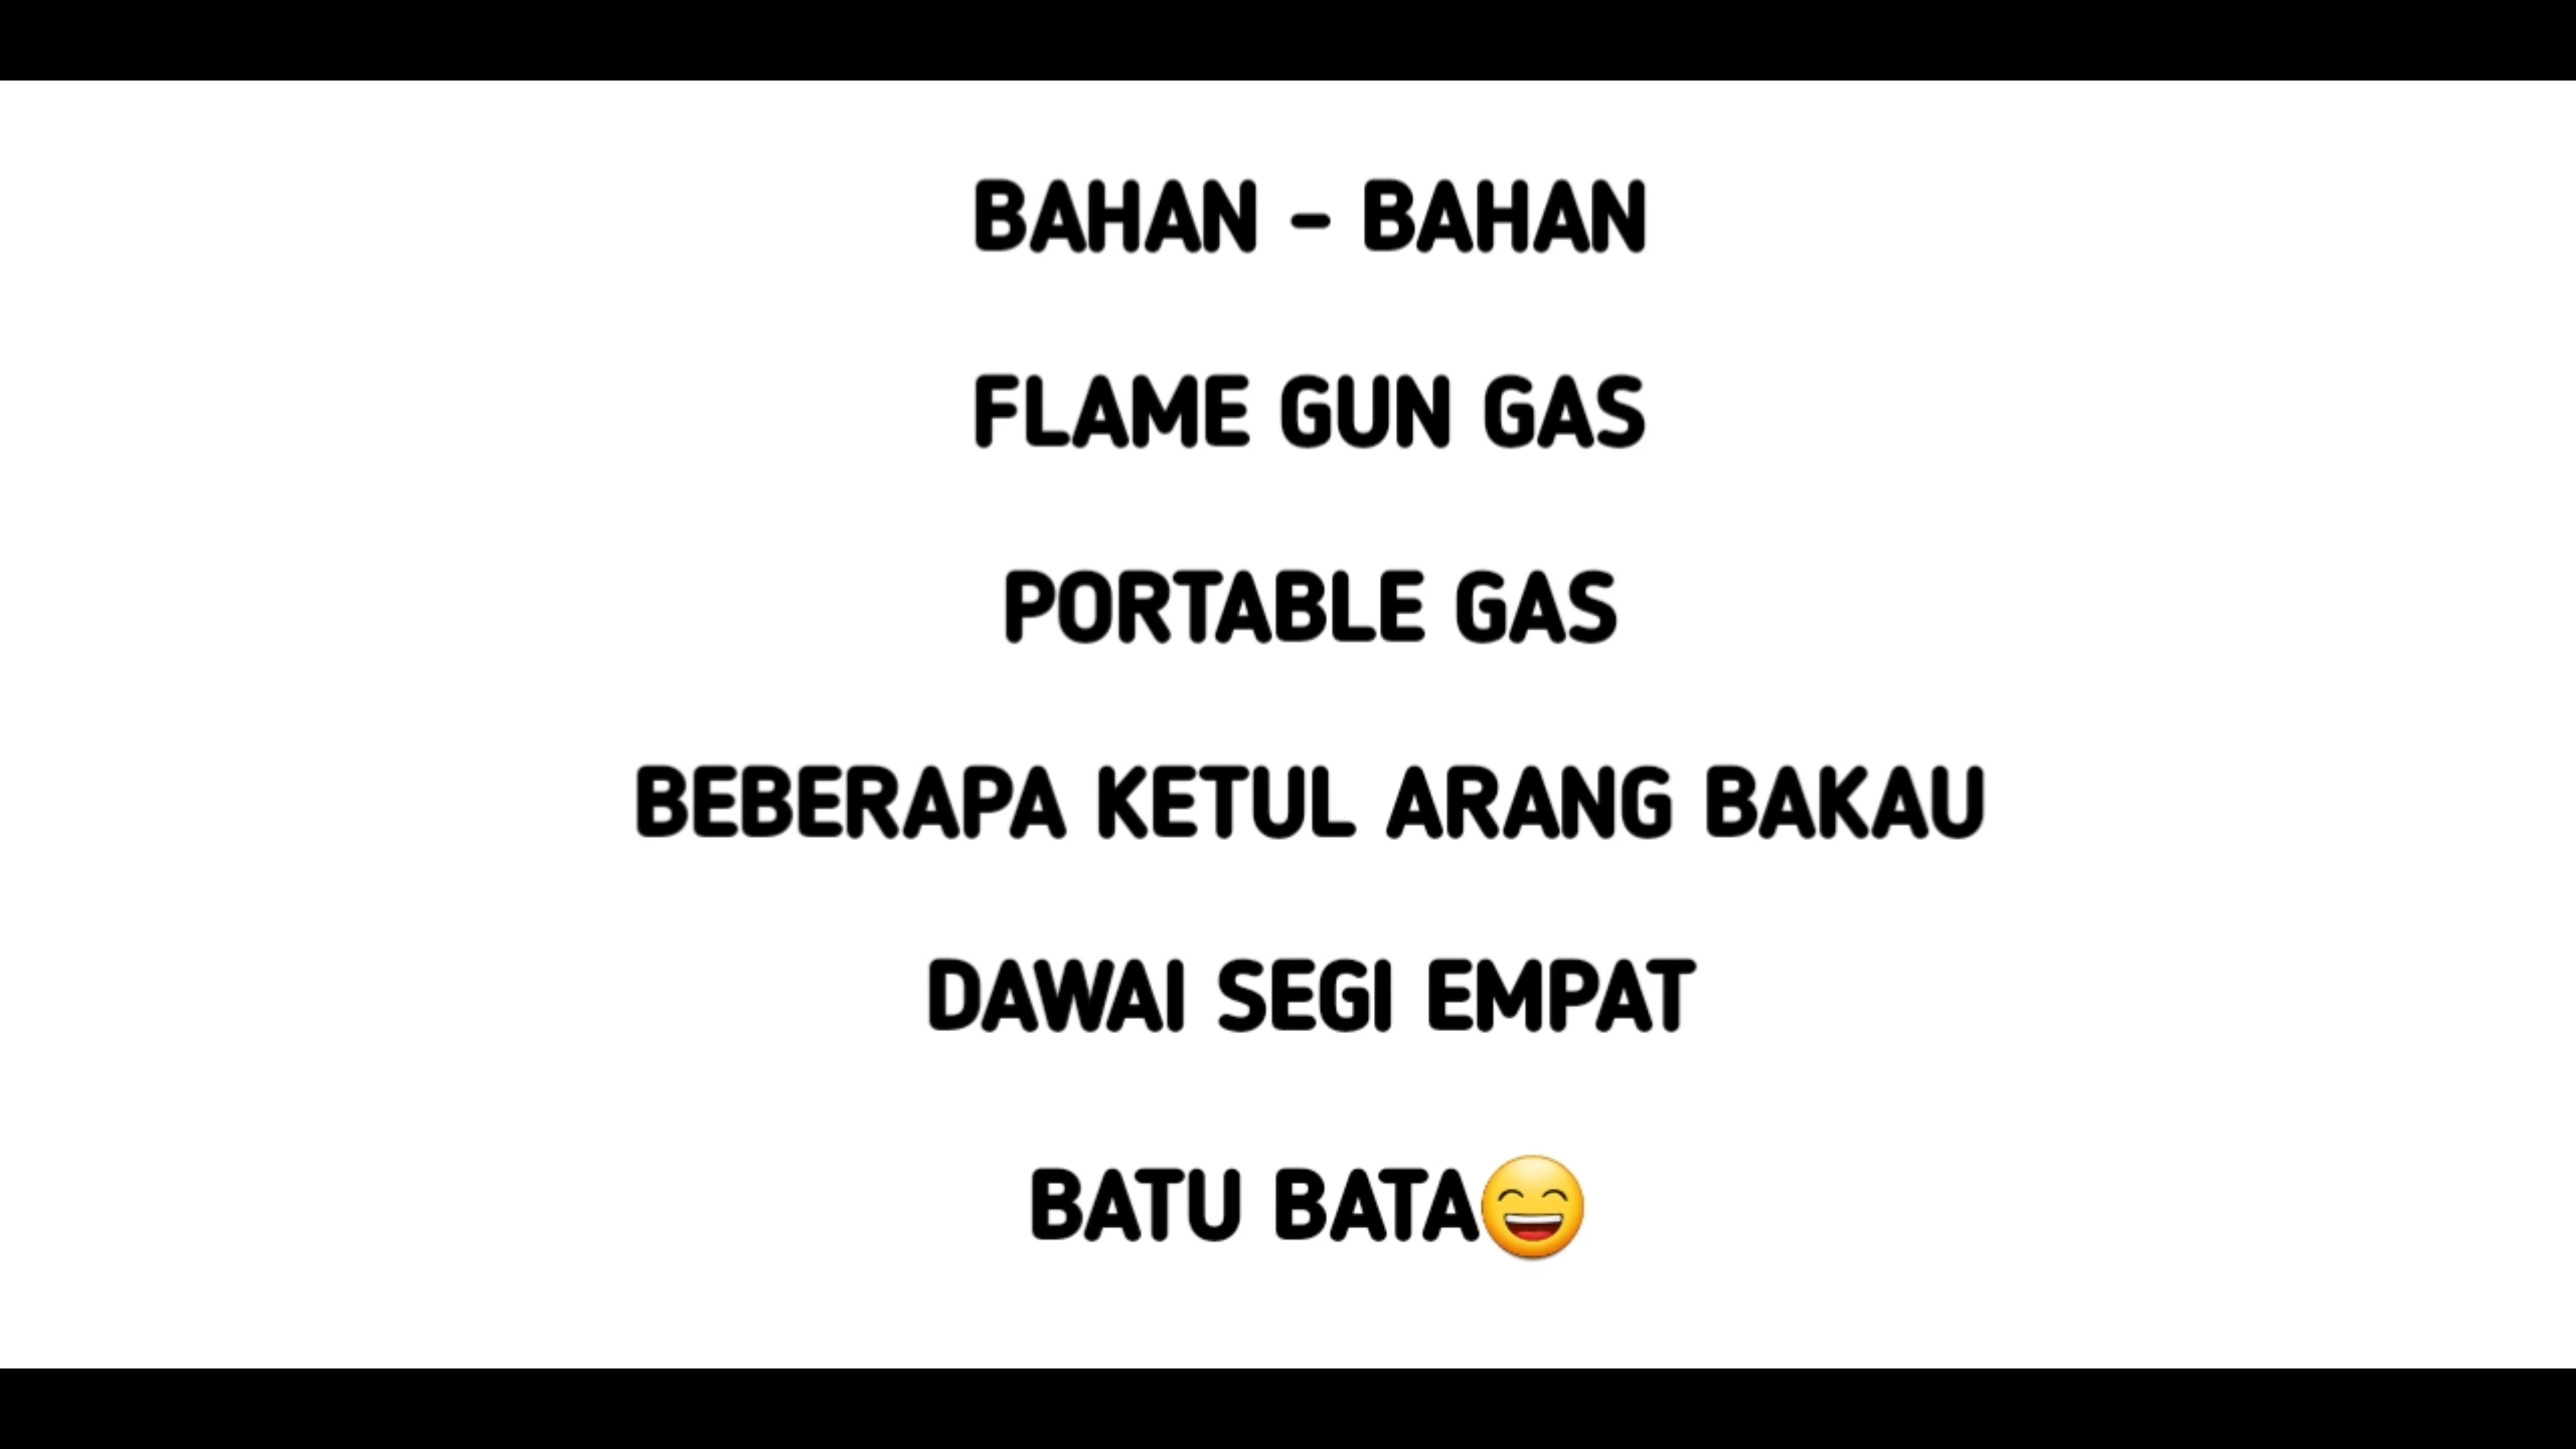 BAHAN - BAHAN
FLAME GUN GAS
PORTABLE GAS
BEBERAPA KETUL ARANG BAKAU
DAWAI SEGI EMPAT
BATU BATA😄